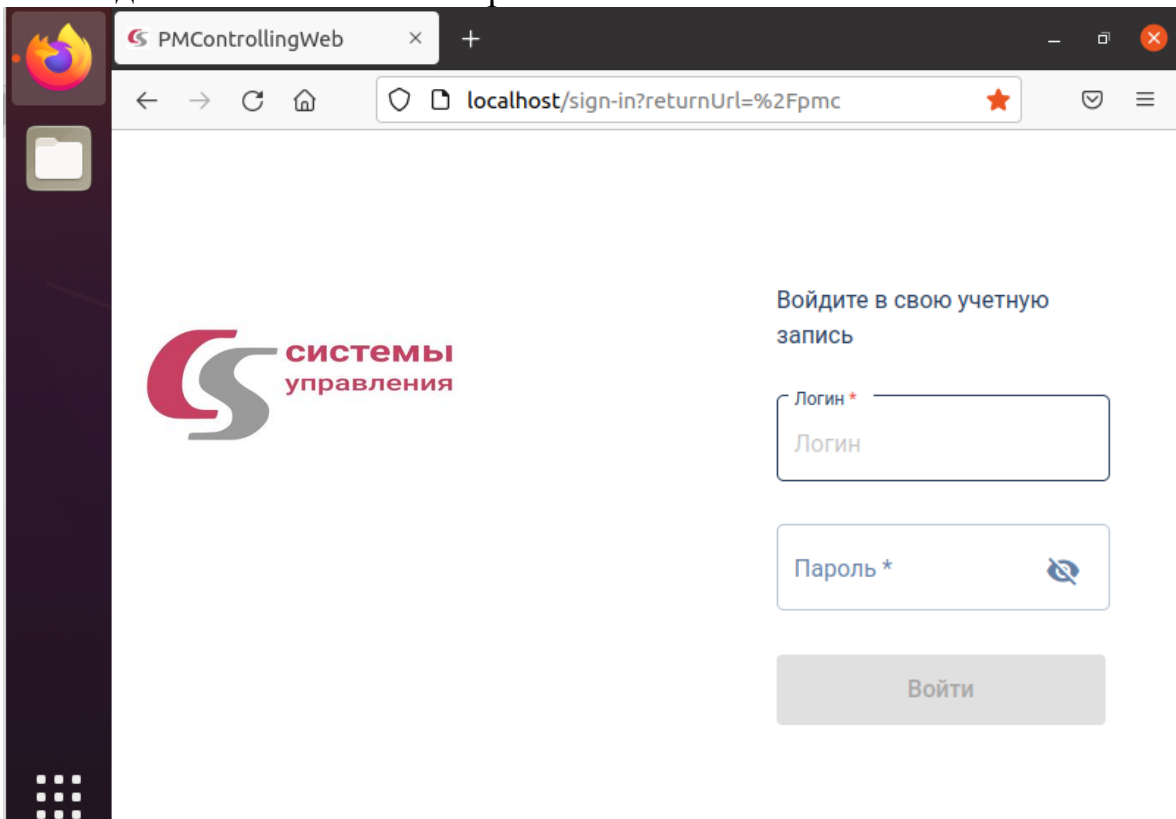 PMControllingWeb
localhost/sign-in?returnUrl=%2Fpmc
Войдите в свою учетную
запись
системы
управления
Логин *
Логин
Пароль *
Войти